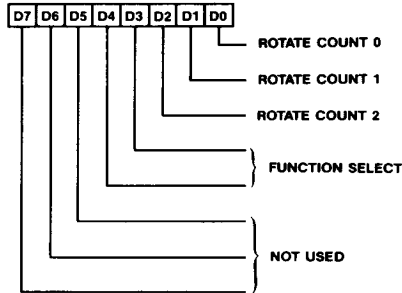 D7 D6 D5 D4 D3 D2 D1 D0
ROTATE COUNT 0
ROTATE COUNT 1
ROTATE COUNT 2
FUNCTION SELECT
NOT USED